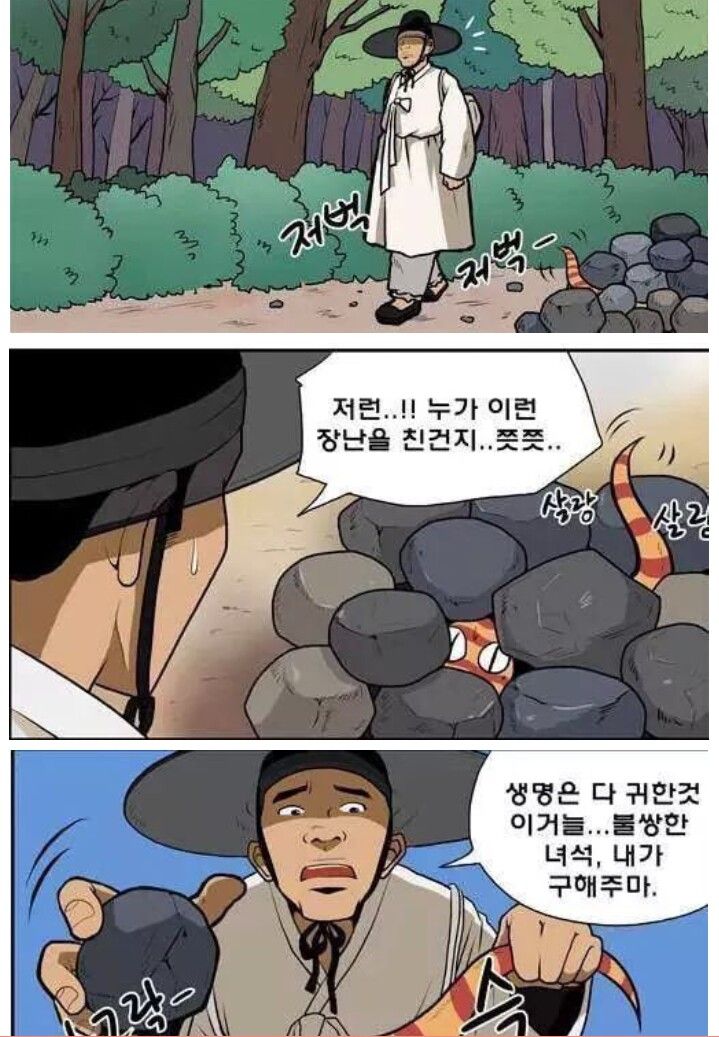 저벅
저벅-
저런..!! 누가 이런
장난을 친건지..쯧쯧..
살랑
살랑
생명은 다 귀한것
이거늘...불쌍한
녀석, 내가
구해주마.
슥